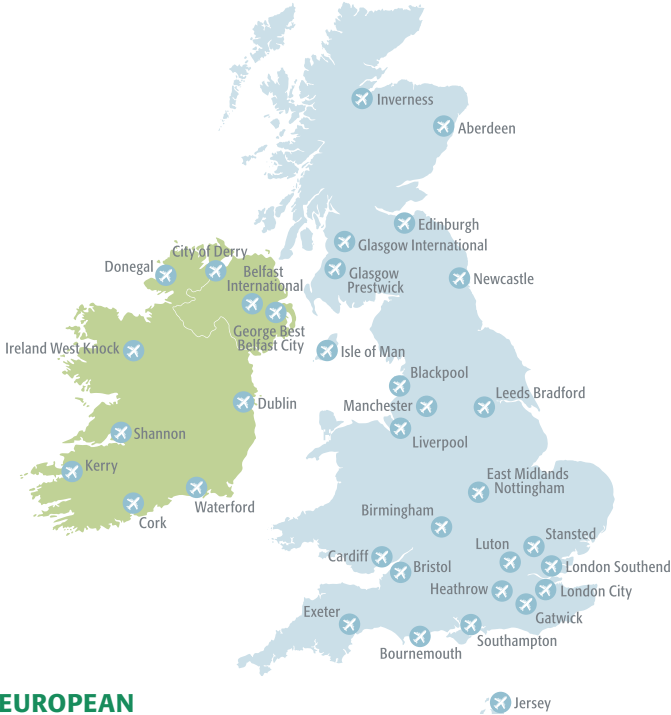 Inverness
Aberdeen
Edinburgh
Glasgow International
City of Derry
Donegal
Belfast
International
Glasgow
Prestwick
Newcastle
George Best
Belfast City
Ireland West Knock
Isle of Man
Blackpool
Leeds Bradford
Dublin
Manchester
Shannon
Liverpool
Kerry
East Midlands
Nottingham
Waterford
Birmingham
Cork
Stansted
Luton
Cardiff
Bristol
London Southend
Heathrow
London City
Exeter
Gatwick
Southampton
Bournemouth
EUROPEAN
Jersey